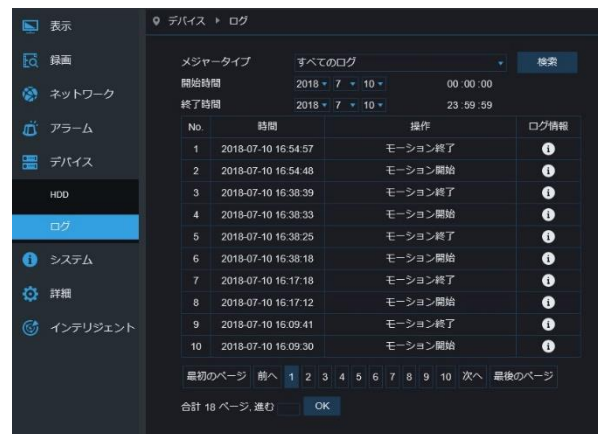 表示
録画
ネットワーク
アラーム
デバイス
HDD
ログ
システム
詳細
インテリジェント
デバイス ▸ ログ
メジャータイプ すべてのログ 検索
開始時間 2018 7 10 00 :00 :00
終了時間 2018 7 10 23 :59 :59
No. 時間 操作 ログ情報
1 2018-07-10 16:54:57 モーション終了
2 2018-07-10 16:54:48 モーション開始
3 2018-07-10 16:38:39 モーション終了
4 2018-07-10 16:38:33 モーション開始
5 2018-07-10 16:38:25 モーション終了
6 2018-07-10 16:38:18 モーション開始
7 2018-07-10 16:17:18 モーション終了
8 2018-07-10 16:17:12 モーション開始
9 2018-07-10 16:09:41 モーション終了
10 2018-07-10 16:09:30 モーション開始
最初のページ 前へ 1 2 3 4 5 6 7 8 9 10 次へ 最後のページ
合計 18 ページ, 進む OK